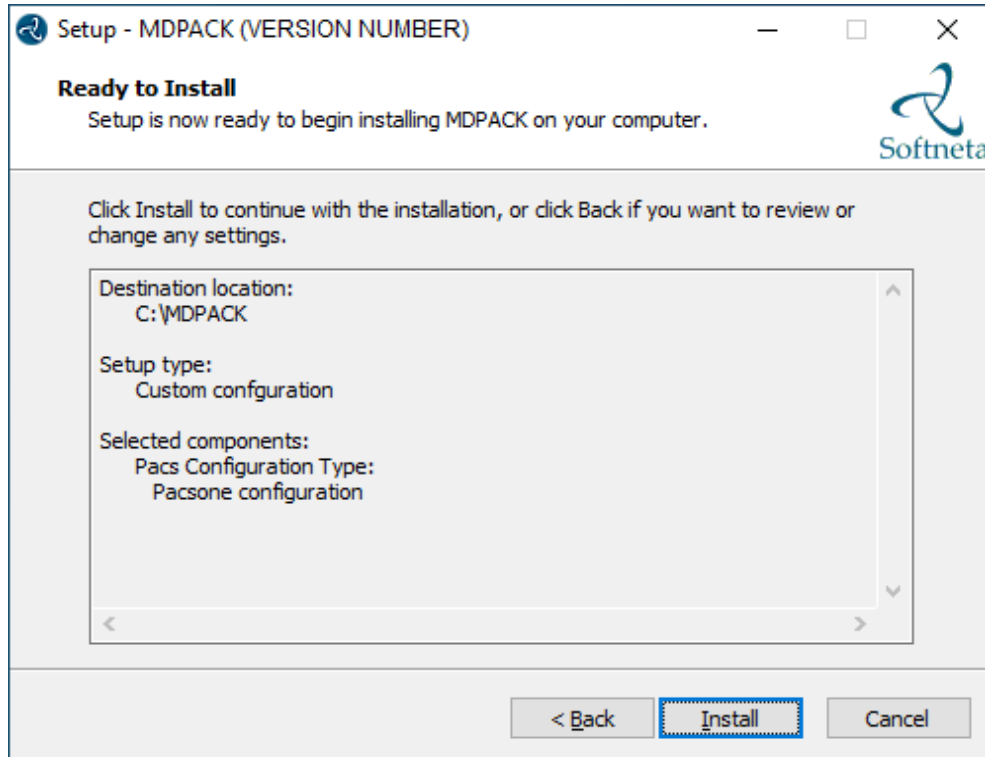 Setup - MDPACK (VERSION NUMBER)
Ready to Install
Setup is now ready to begin installing MDPACK on your computer.
Softneta
Click Install to continue with the installation, or click Back if you want to review or
change any settings.
Destination location:
C:\MDPACK
Setup type:
Custom confguration
Selected components:
Pacs Configuration Type:
Pacsone configuration
< Back
Install
Cancel